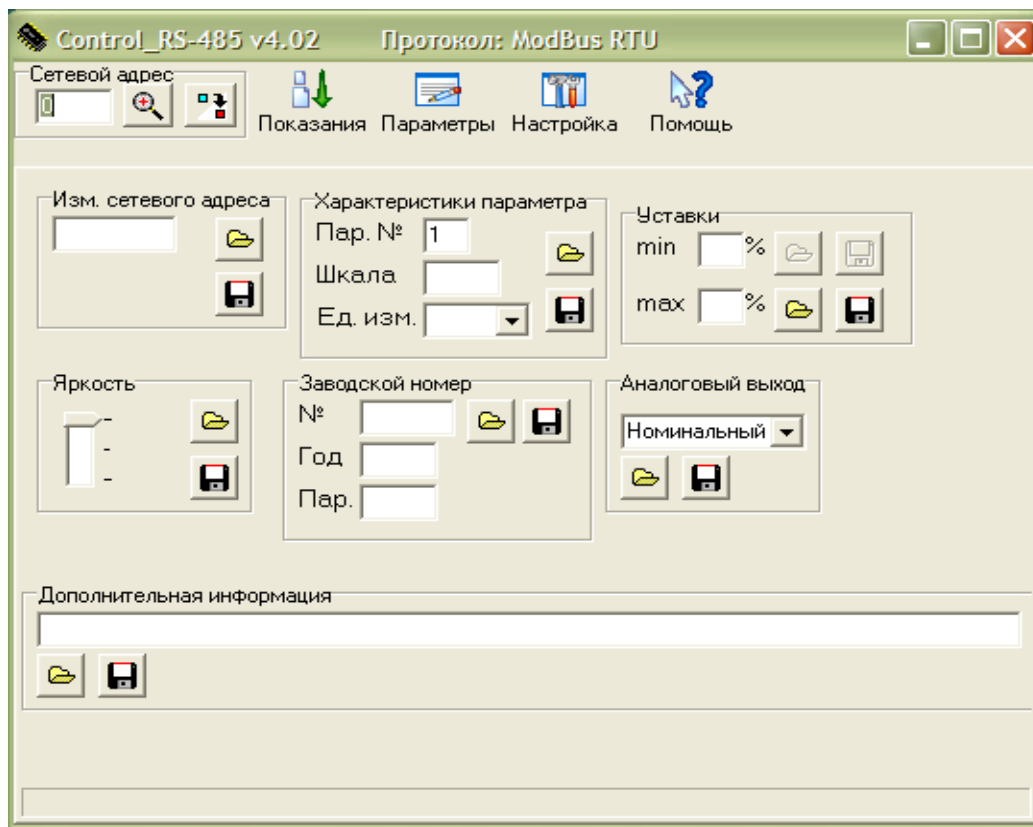 Control_RS-485 v4.02 Протокол: ModBus RTU
Сетевой адрес
0
Показания Параметры Настройка Помощь
Изм. сетевого адреса
Характеристики параметра
Пар. № 1
Шкала
Ед. изм.
Уставки
min %
max %
Яркость
Заводской номер
№
Год
Пар.
Аналоговый выход
Номинальный
Дополнительная информация